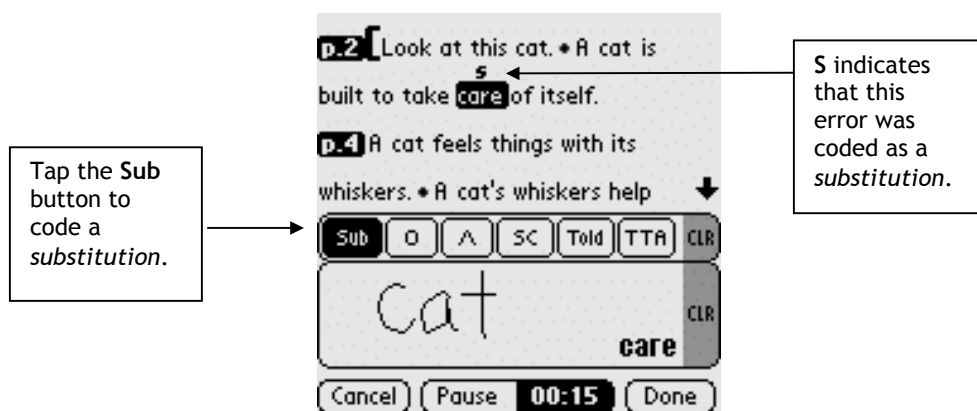 p.2 [Look at this cat. • A cat is
s
built to take care of itself.
p.4 A cat feels things with its
whiskers. • A cat's whiskers help
Sub O ʌ SC Told TTA CLR
Cat
CLR
care
Cancel Pause 00:15 Done
Tap the Sub
button to
code a
substitution.
S indicates
that this
error was
coded as a
substitution.